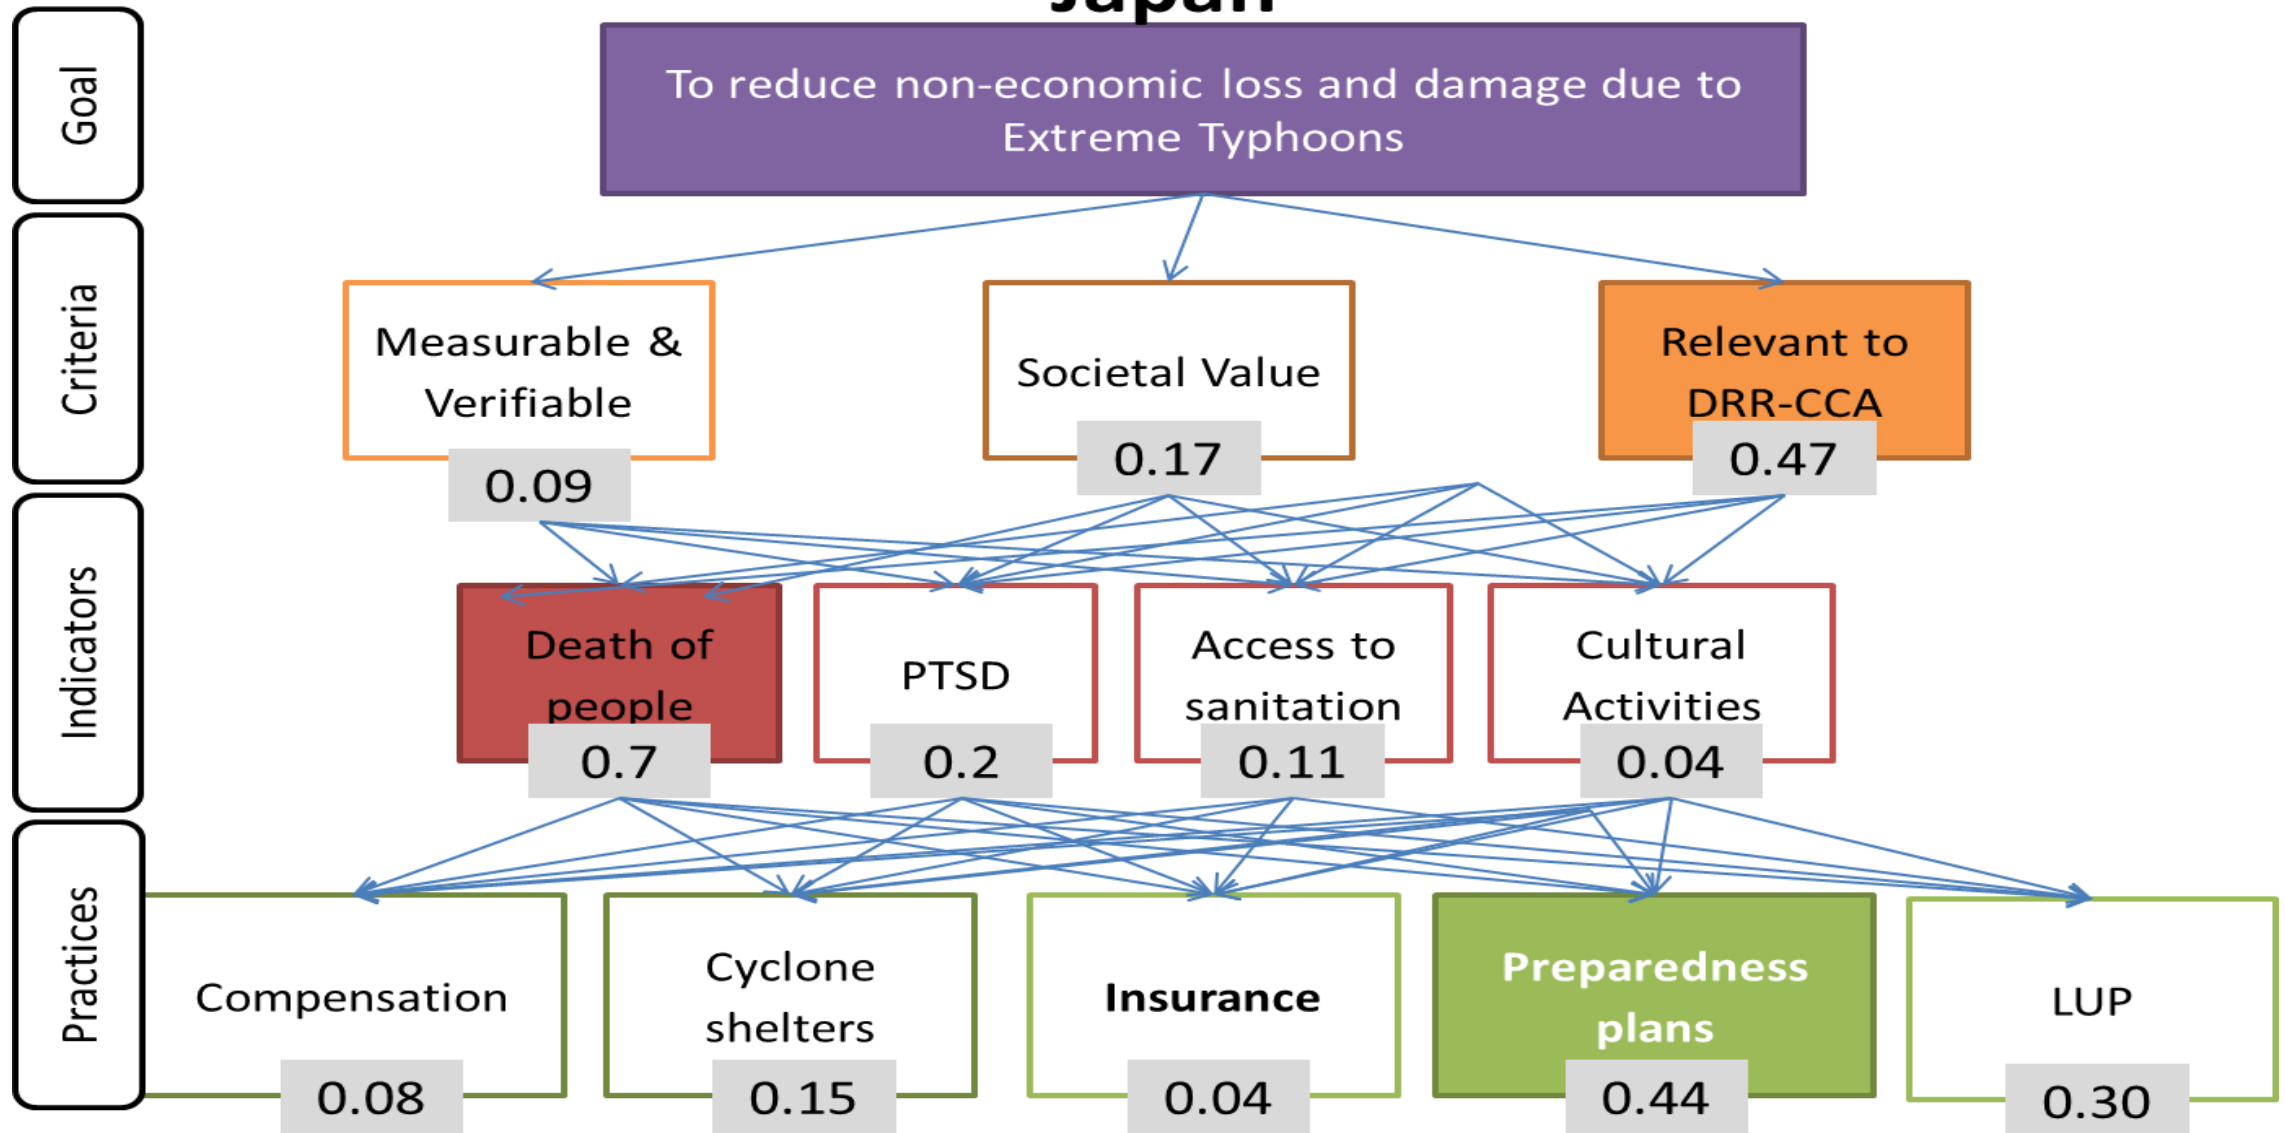 Japan
Goal
To reduce non-economic loss and damage due to
Extreme Typhoons
Criteria
Measurable &
Verifiable
0.09
Societal Value
0.17
Relevant to
DRR-CCA
0.47
Indicators
Death of
people
0.7
PTSD
0.2
Access to
sanitation
0.11
Cultural
Activities
0.04
Practices
Compensation
0.08
Cyclone
shelters
0.15
Insurance
0.04
Preparedness
plans
0.44
LUP
0.30